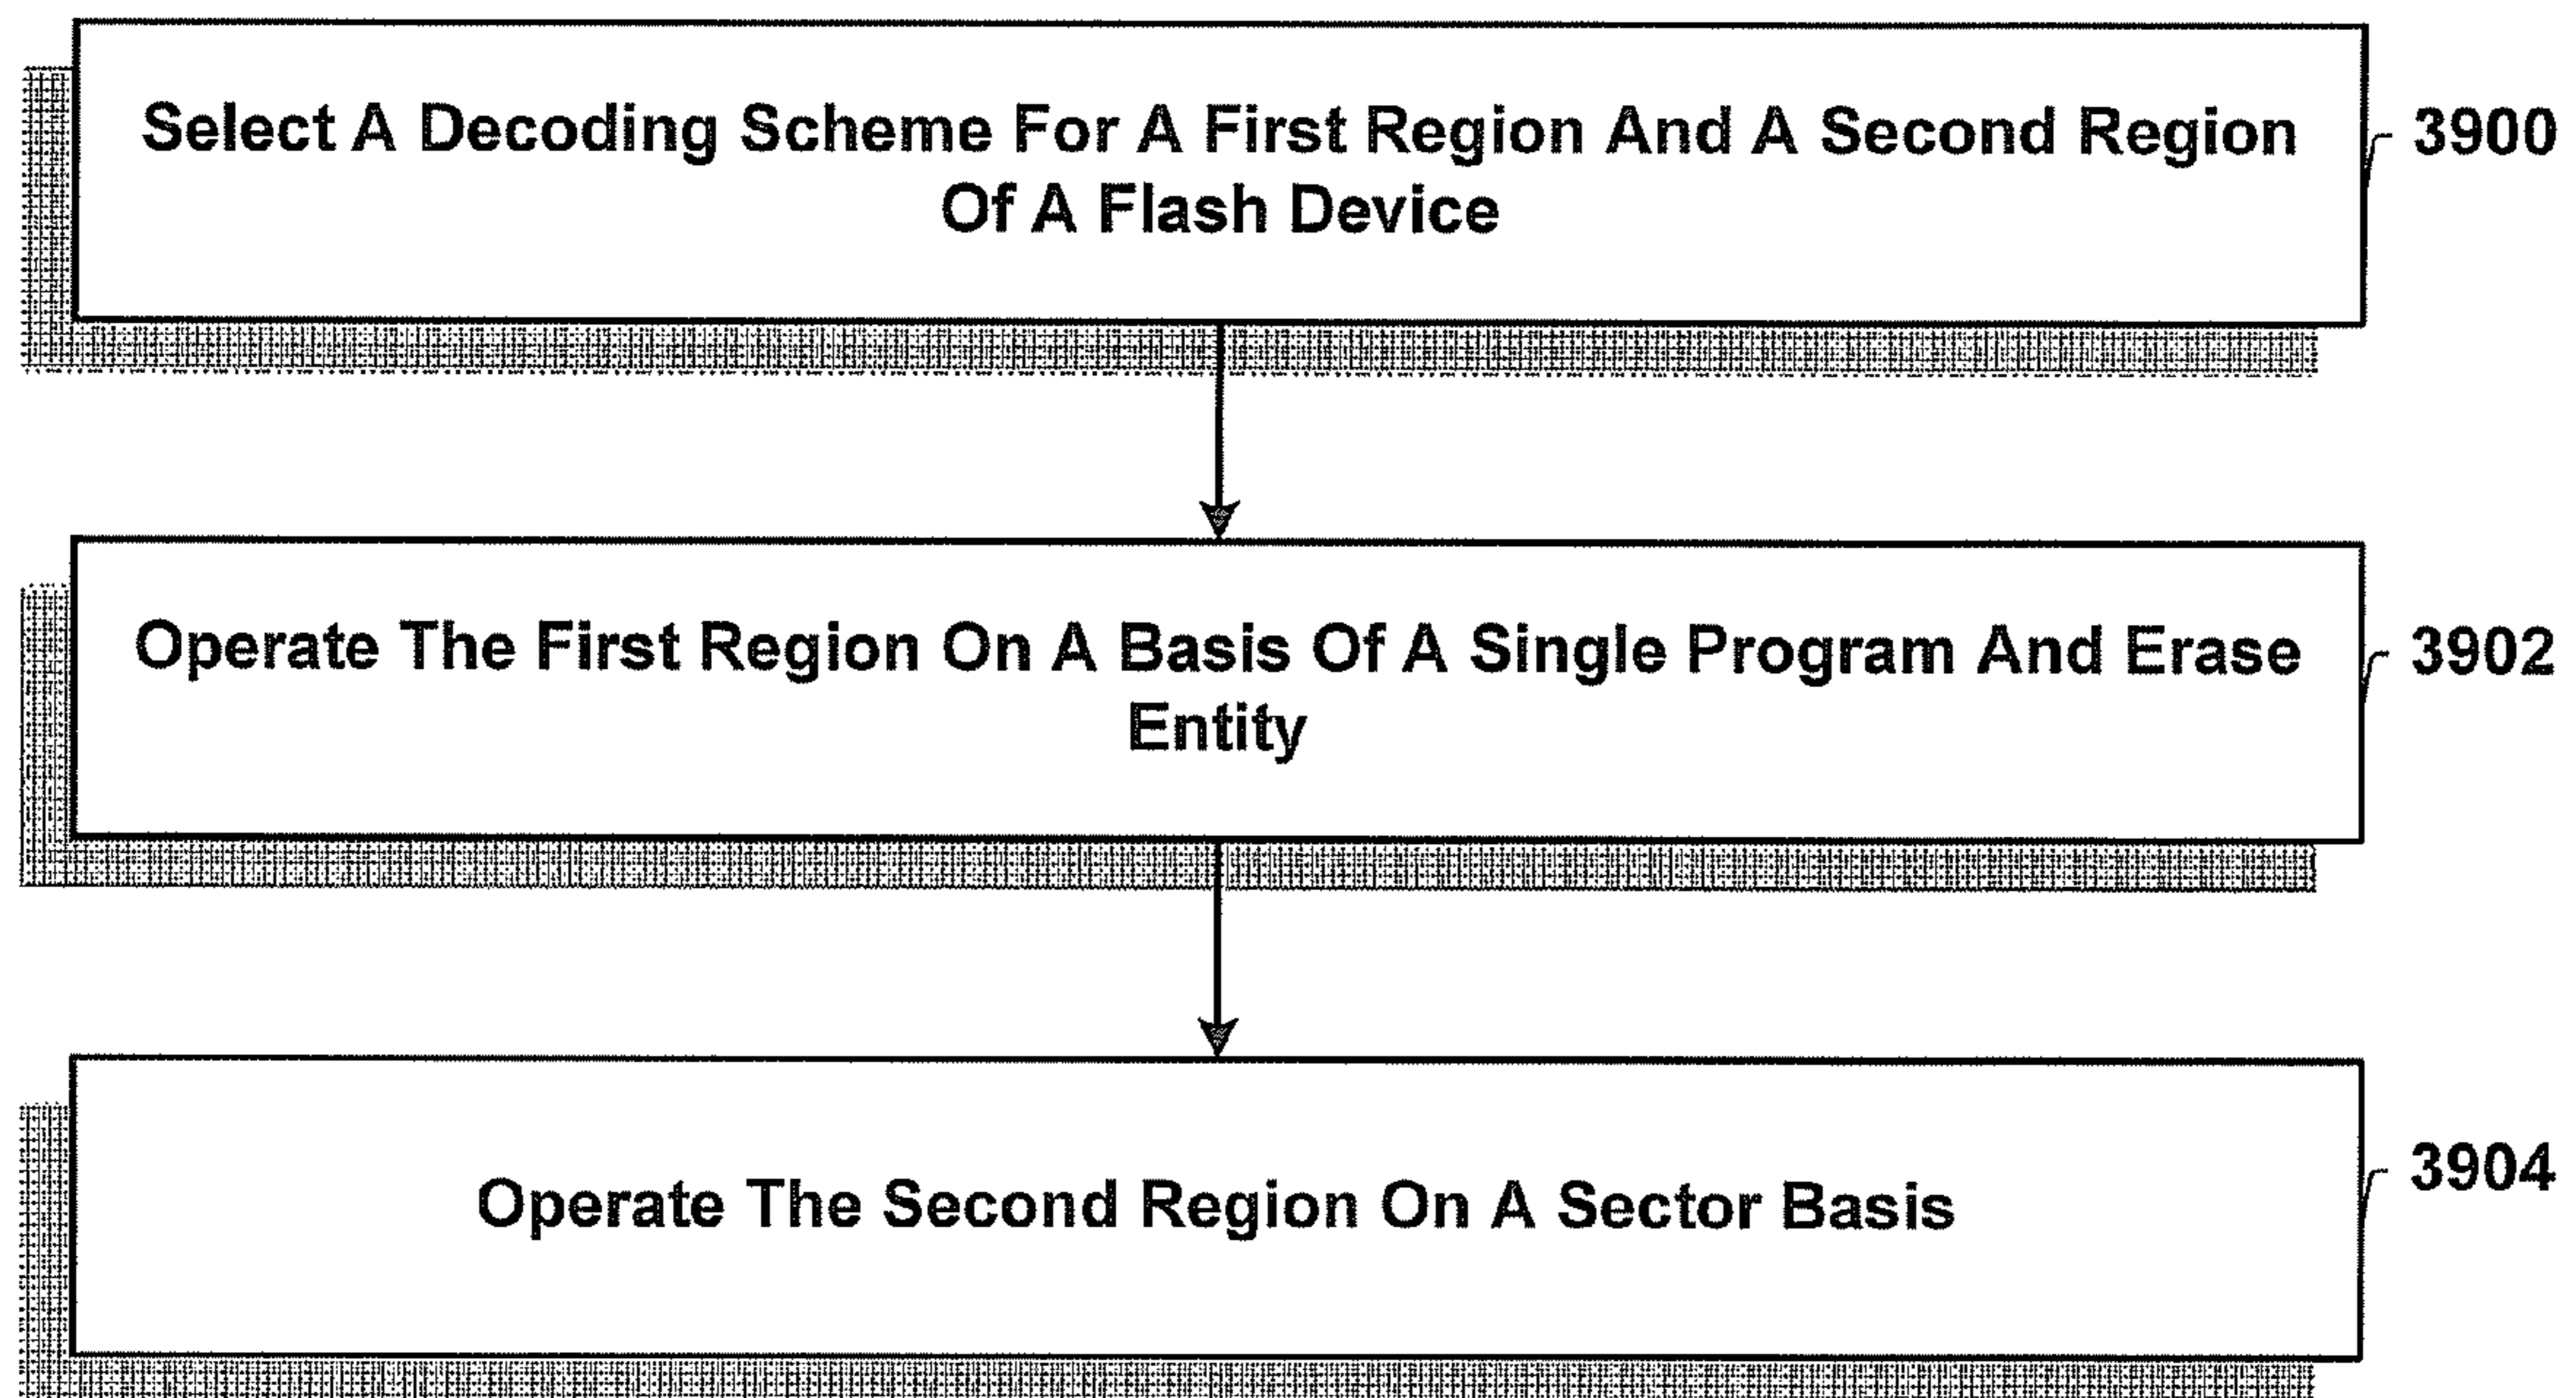 Select A Decoding Scheme For A First Region And A Second Region
Of A Flash Device
3900
Operate The First Region On A Basis Of A Single Program And Erase
Entity
3902
Operate The Second Region On A Sector Basis
3904